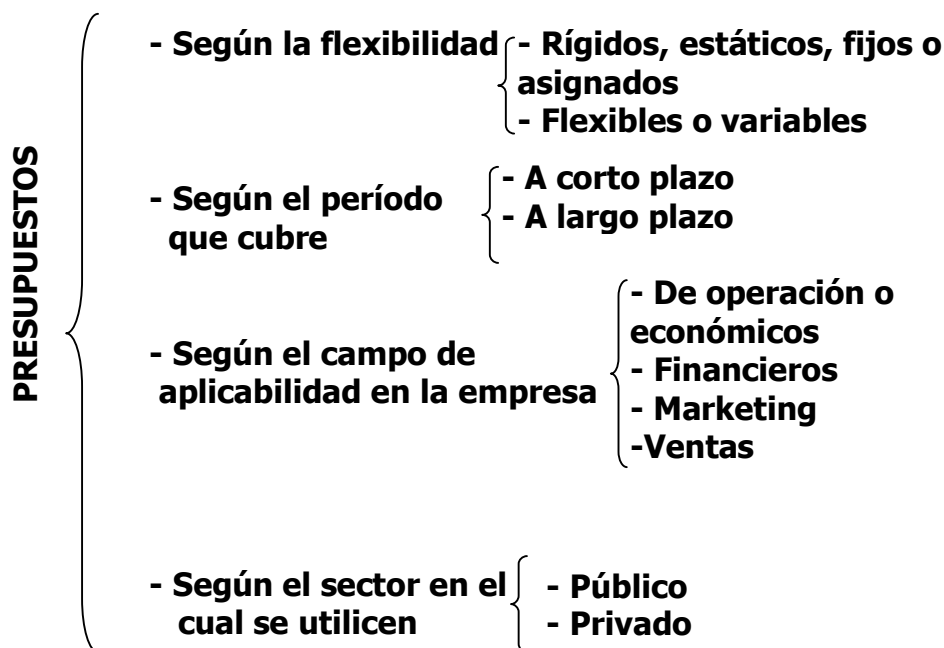 PRESUPUESTOS
- Según la flexibilidad
- Rígidos, estáticos, fijos o
asignados
- Flexibles o variables
- Según el período
que cubre
- A corto plazo
- A largo plazo
- Según el campo de
aplicabilidad en la empresa
- De operación o
económicos
- Financieros
- Marketing
-Ventas
- Según el sector en el
cual se utilicen
- Público
- Privado